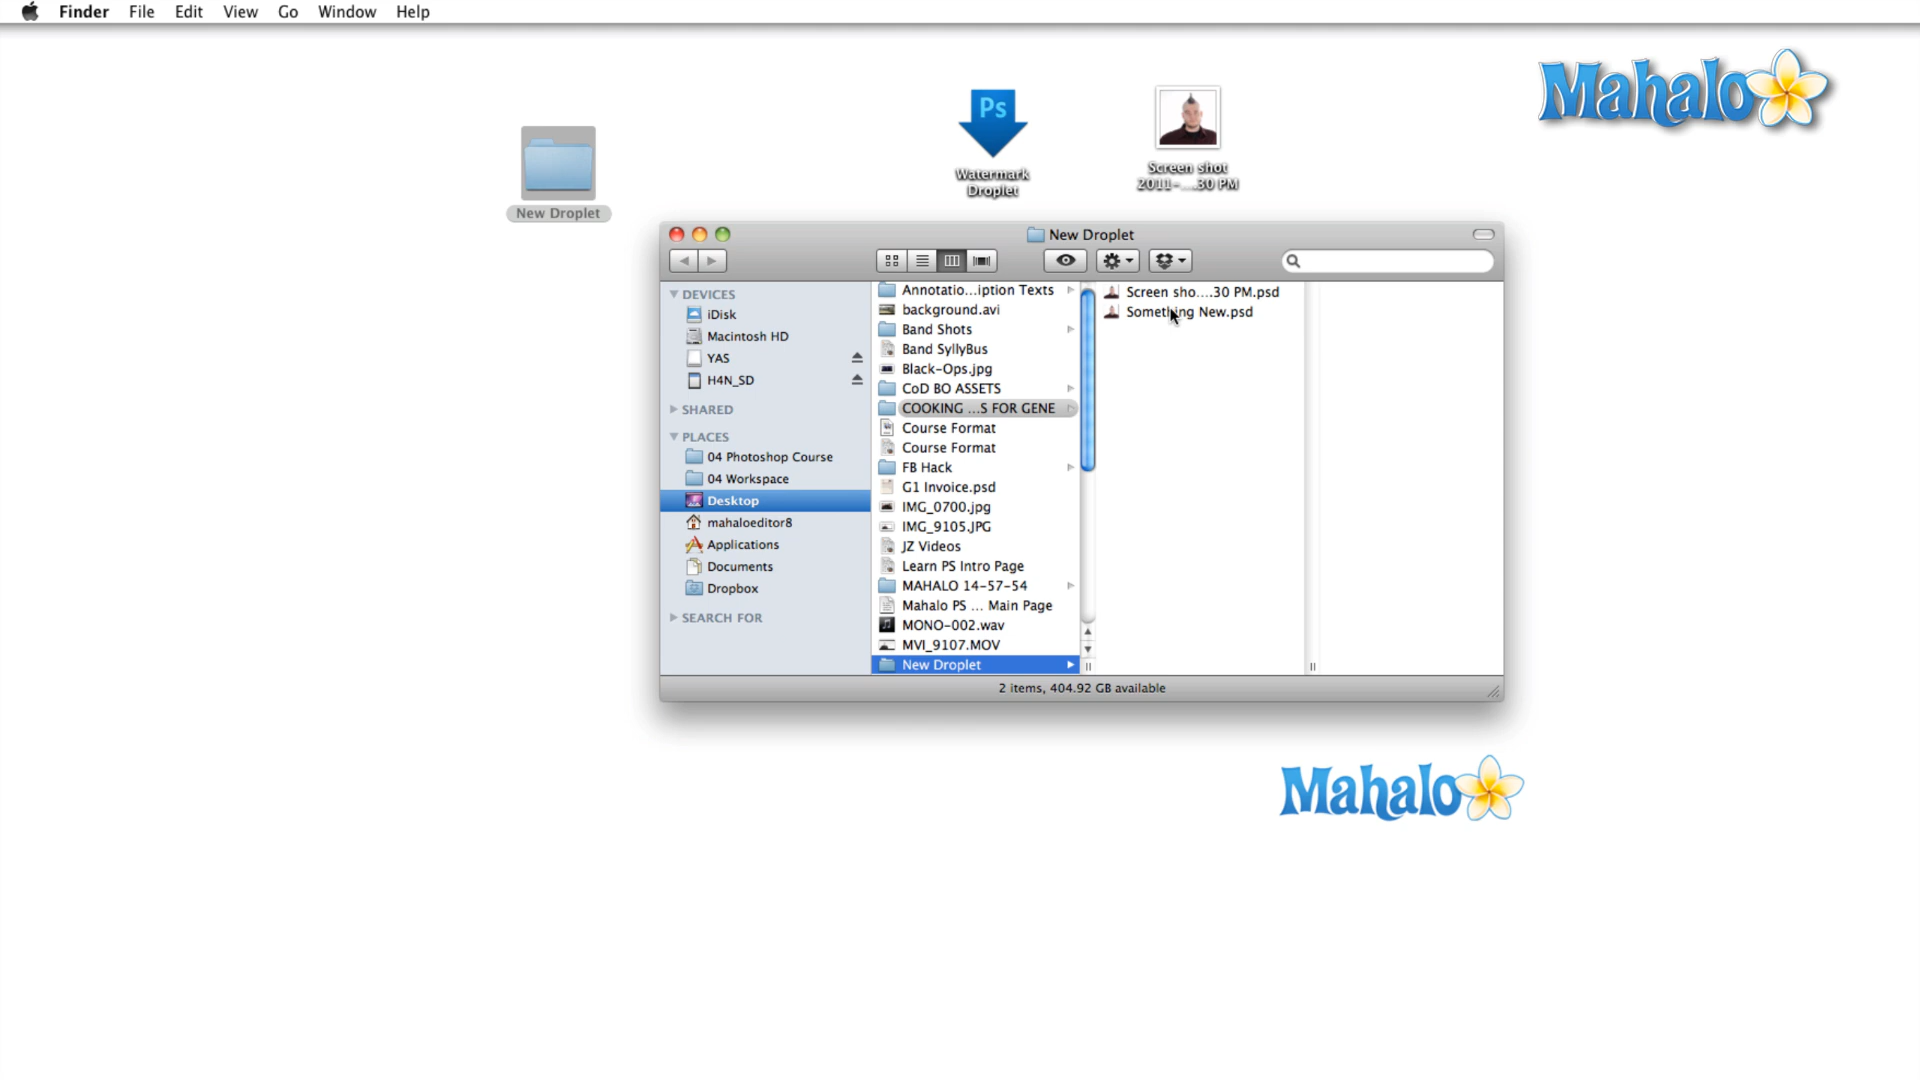 Finder File Edit View Go Window Help
Mahalo
Ps
Watermark
Droplet
Screen shot
2011-....30 PM
New Droplet
New Droplet
DEVICES
iDisk
Macintosh HD
YAS
H4N_SD
SHARED
PLACES
04 Photoshop Course
04 Workspace
Desktop
mahaloeditor8
Applications
Documents
Dropbox
SEARCH FOR
Annotatio...iption Texts
background.avi
Band Shots
Band SyllyBus
Black-Ops.jpg
CoD BO ASSETS
COOKING ...S FOR GENE
Course Format
Course Format
FB Hack
G1 Invoice.psd
IMG_0700.jpg
IMG_9105.JPG
JZ Videos
Learn PS Intro Page
MAHALO 14-57-54
Mahalo PS ... Main Page
MONO-002.wav
MVI_9107.MOV
New Droplet
Screen sho....30 PM.psd
Something New.psd
2 items, 404.92 GB available
Mahalo